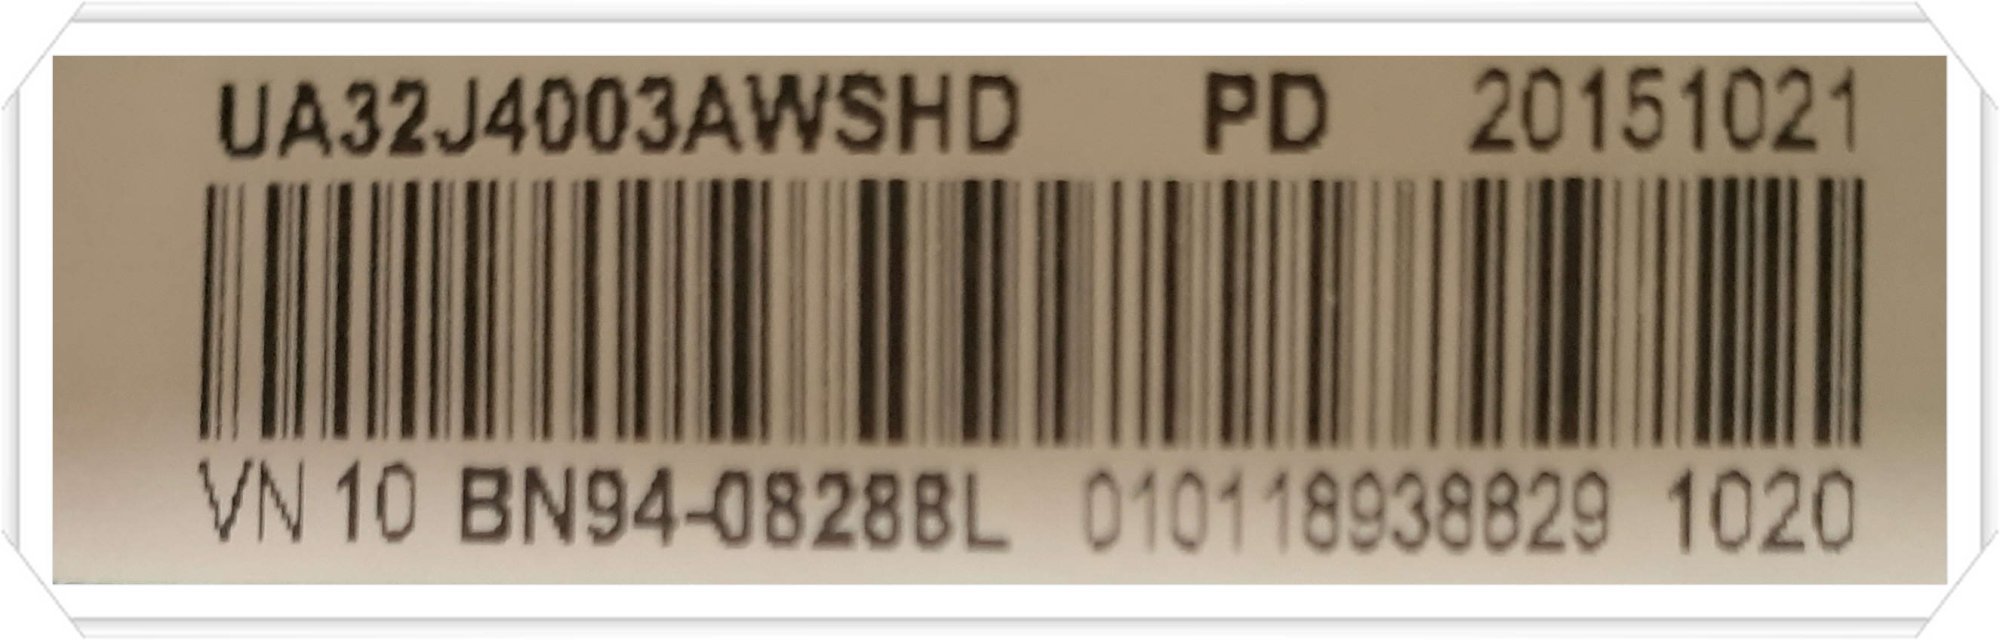 UA32J4003AWSHD PD 20151021
VN 10 BN94-08288L 010118938829 1020